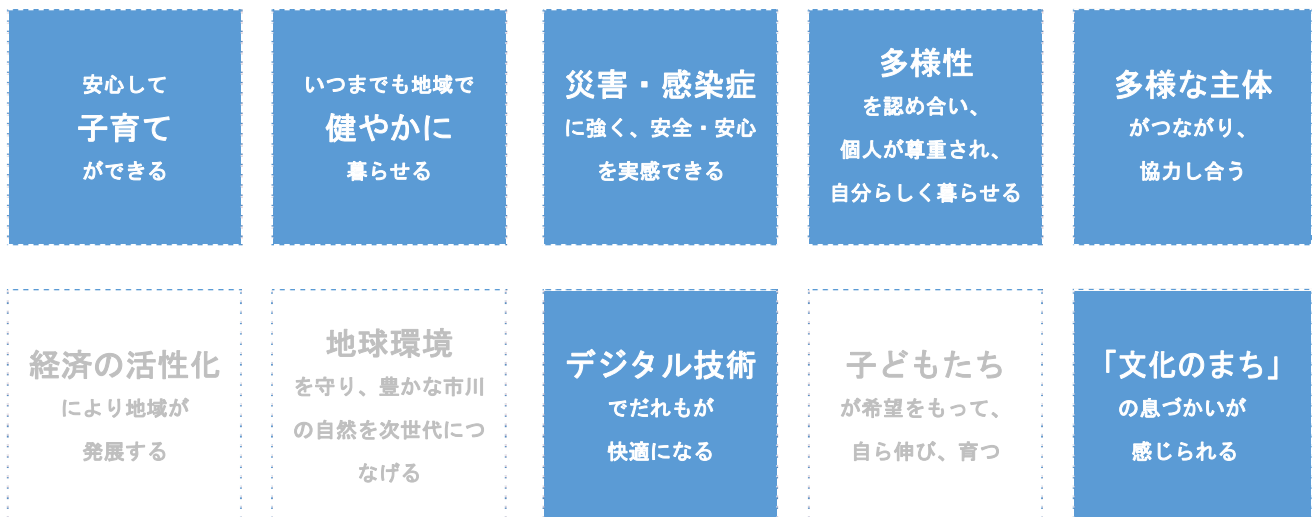 安心して
子育て
ができる
いつまでも地域で
健やかに
暮らせる
災害・感染症
に強く、安全・安心
を実感できる
多様性
を認め合い、
個人が尊重され、
自分らしく暮らせる
多様な主体
がつながり、
協力し合う
経済の活性化
により地域が
発展する
地球環境
を守り、豊かな市川
の自然を次世代につ
なげる
デジタル技術
でだれもが
快適になる
子どもたち
が希望をもって、
自ら伸び、育つ
「文化のまち」
の息づかいが
感じられる